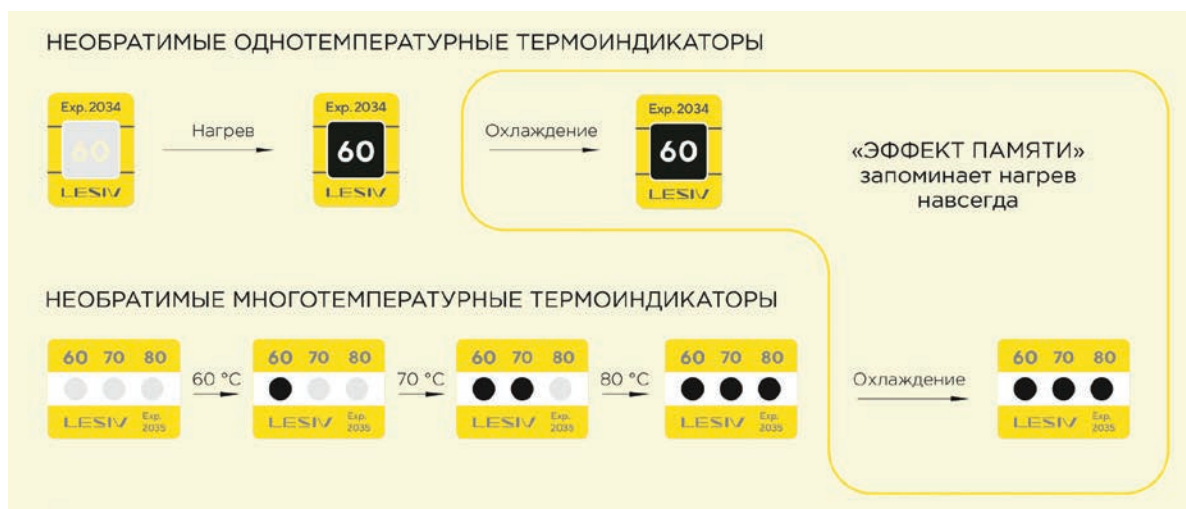 НЕОБРАТИМЫЕ ОДНОТЕМПЕРАТУРНЫЕ ТЕРМОИНДИКАТОРЫ
Exp. 2034
60
LESIV
Нагрев
Exp. 2034
60
LESIV
Охлаждение
Exp. 2034
60
LESIV
«ЭФФЕКТ ПАМЯТИ»
запоминает нагрев
навсегда
НЕОБРАТИМЫЕ МНОГОТЕМПЕРАТУРНЫЕ ТЕРМОИНДИКАТОРЫ
60 70 80
LESIV
Exp.
2035
60 °C
60 70 80
LESIV
Exp.
2035
70 °C
60 70 80
LESIV
Exp.
2035
80 °C
60 70 80
LESIV
Exp.
2035
Охлаждение
60 70 80
LESIV
Exp.
2035